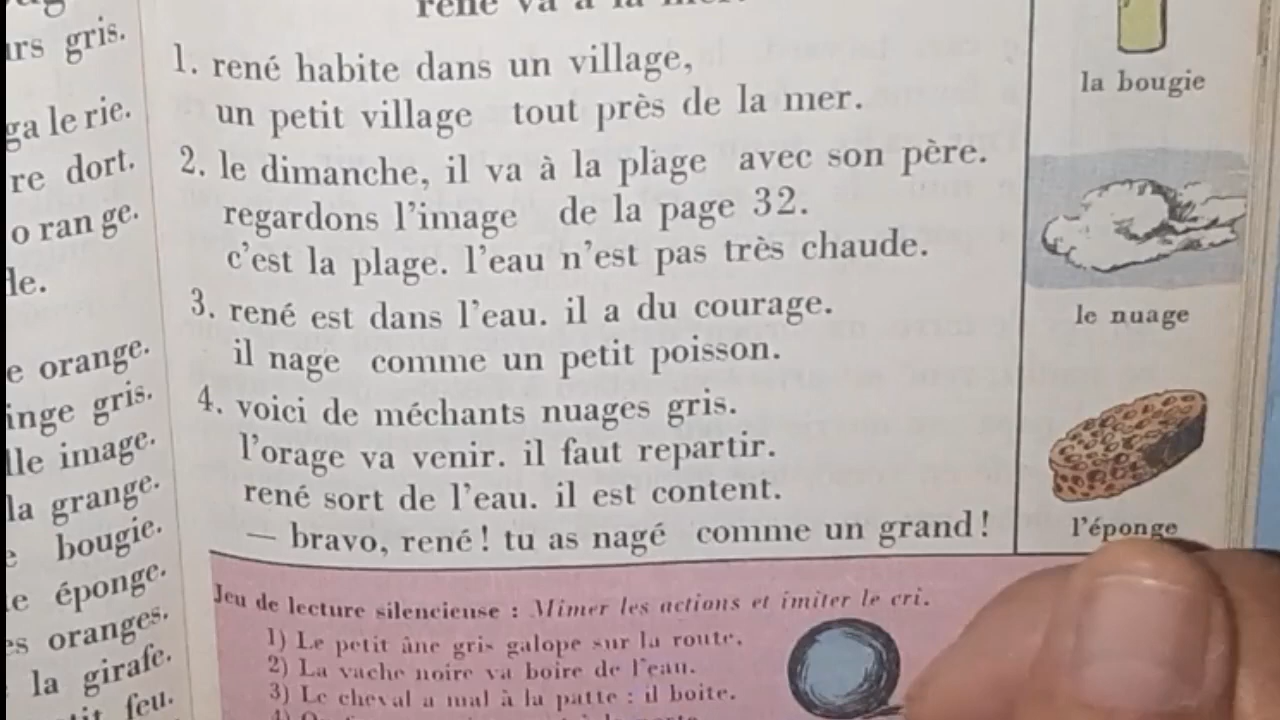 urs gris.
ga le rie.
re dort.
o ran ge.
le.
e orange.
inge gris.
lle image.
la grange.
bougie.
e éponge.
es oranges.
la girafe.
feu.
rené va à la mer.
1. rené habite dans un village,
un petit village tout près de la mer.
2. le dimanche, il va à la plage avec son père.
regardons l'image de la page 32.
c'est la plage. l'eau n'est pas très chaude.
3. rené est dans l'eau. il a du courage.
il nage comme un petit poisson.
4. voici de méchants nuages gris.
l'orage va venir. il faut repartir.
rené sort de l'eau. il est content.
— bravo, rené ! tu as nagé comme un grand !
la bougie
le nuage
l'éponge
Jeu de lecture silencieuse : Mimer les actions et imiter le cri.
1) Le petit âne gris galope sur la route.
2) La vache noire va boire de l'eau.
3) Le cheval a mal à la patte : il boite.